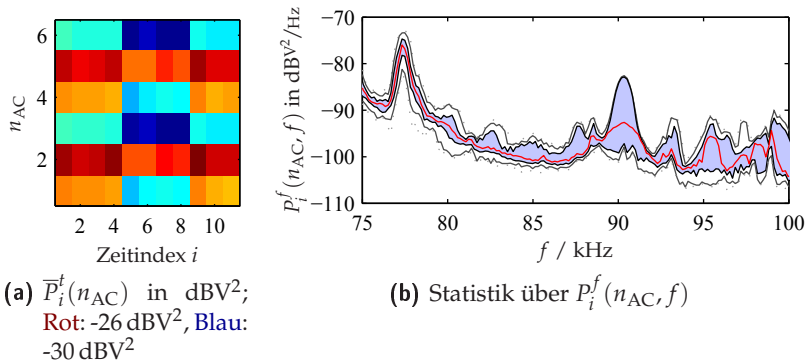 6
4
2
n_AC
2 4 6 8 10
Zeitindex i
(a) P̅_i^t(n_AC) in dBV²;
Rot: -26 dBV², Blau:
-30 dBV²
−70
−80
−90
−100
−110
P_i^f(n_AC, f) in dBV²/Hz
75 80 85 90 95 100
f / kHz
(b) Statistik über P_i^f(n_AC, f)